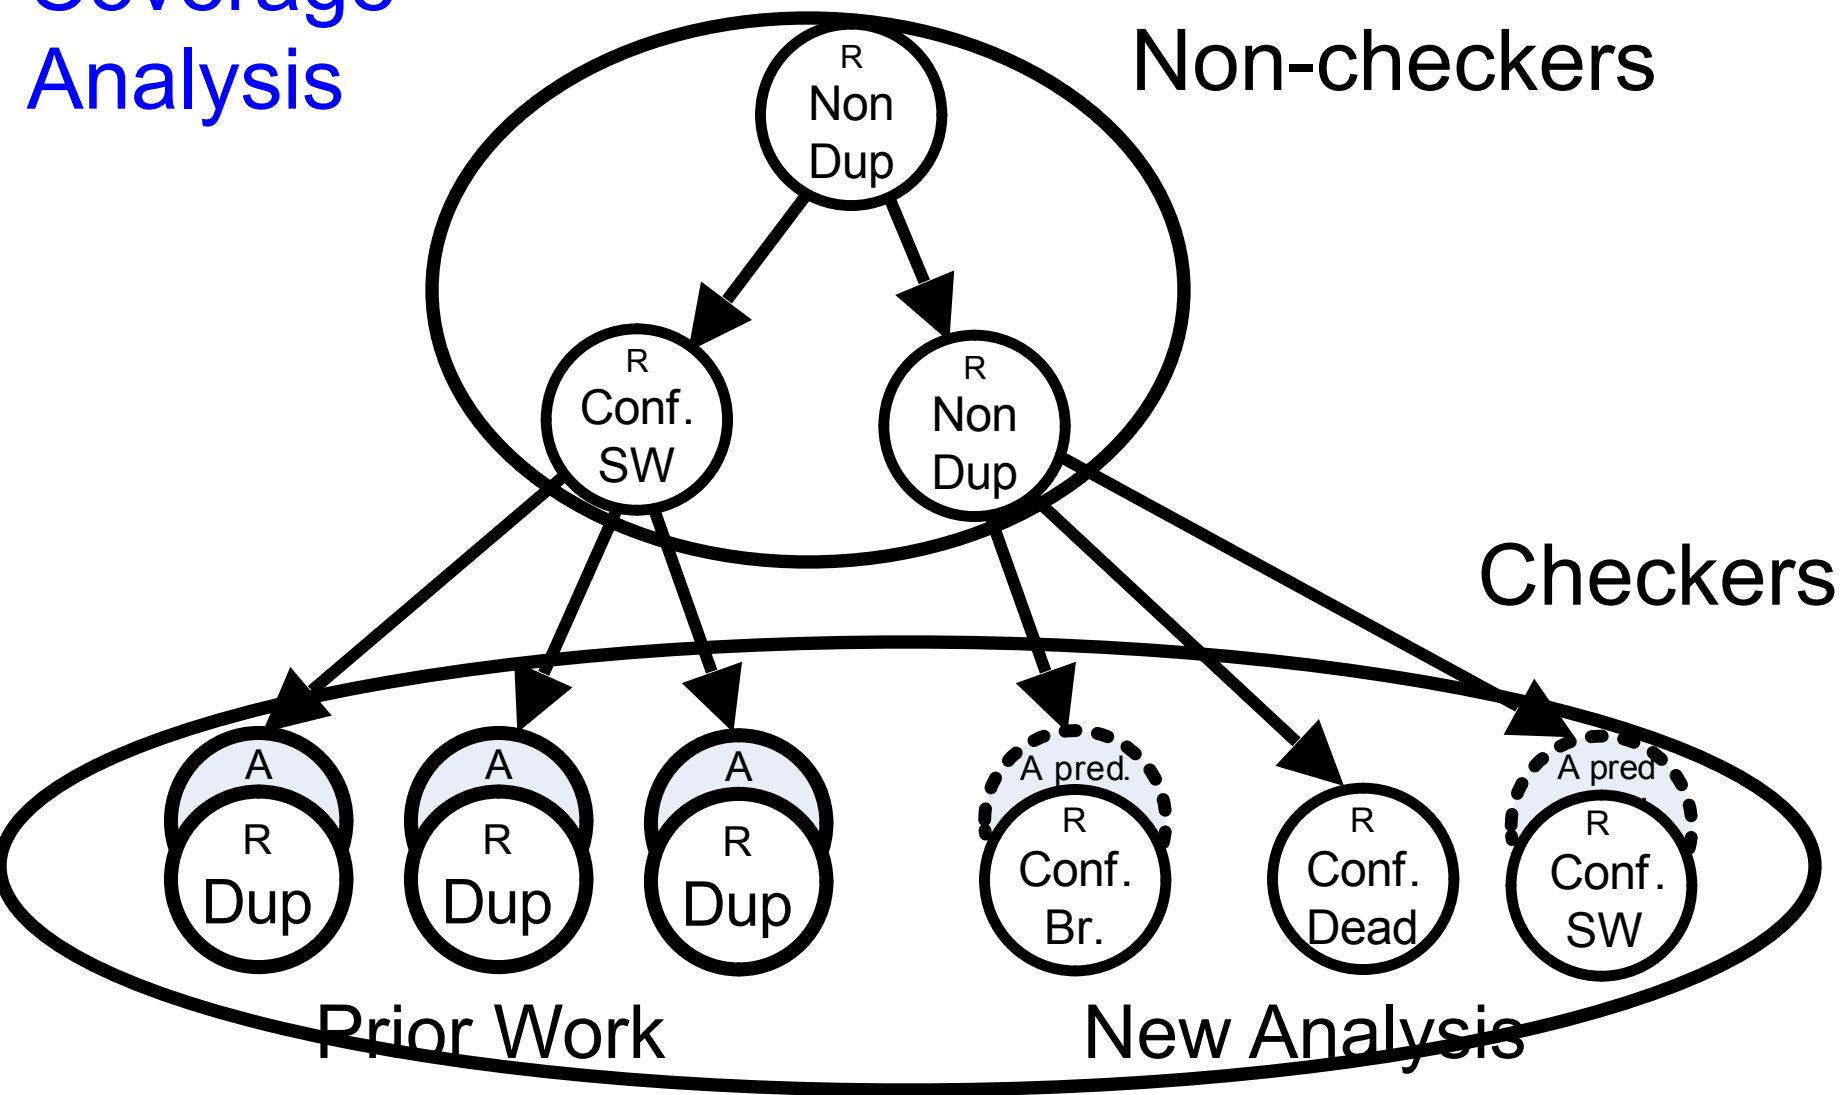 Coverage
Analysis
Non-checkers
R
Non
Dup
R
Conf.
SW
R
Non
Dup
Checkers
A
R
Dup
A
R
Dup
A
R
Dup
A pred.
R
Conf.
Br.
R
Conf.
Dead
A pred
R
Conf.
SW
Prior Work
New Analysis